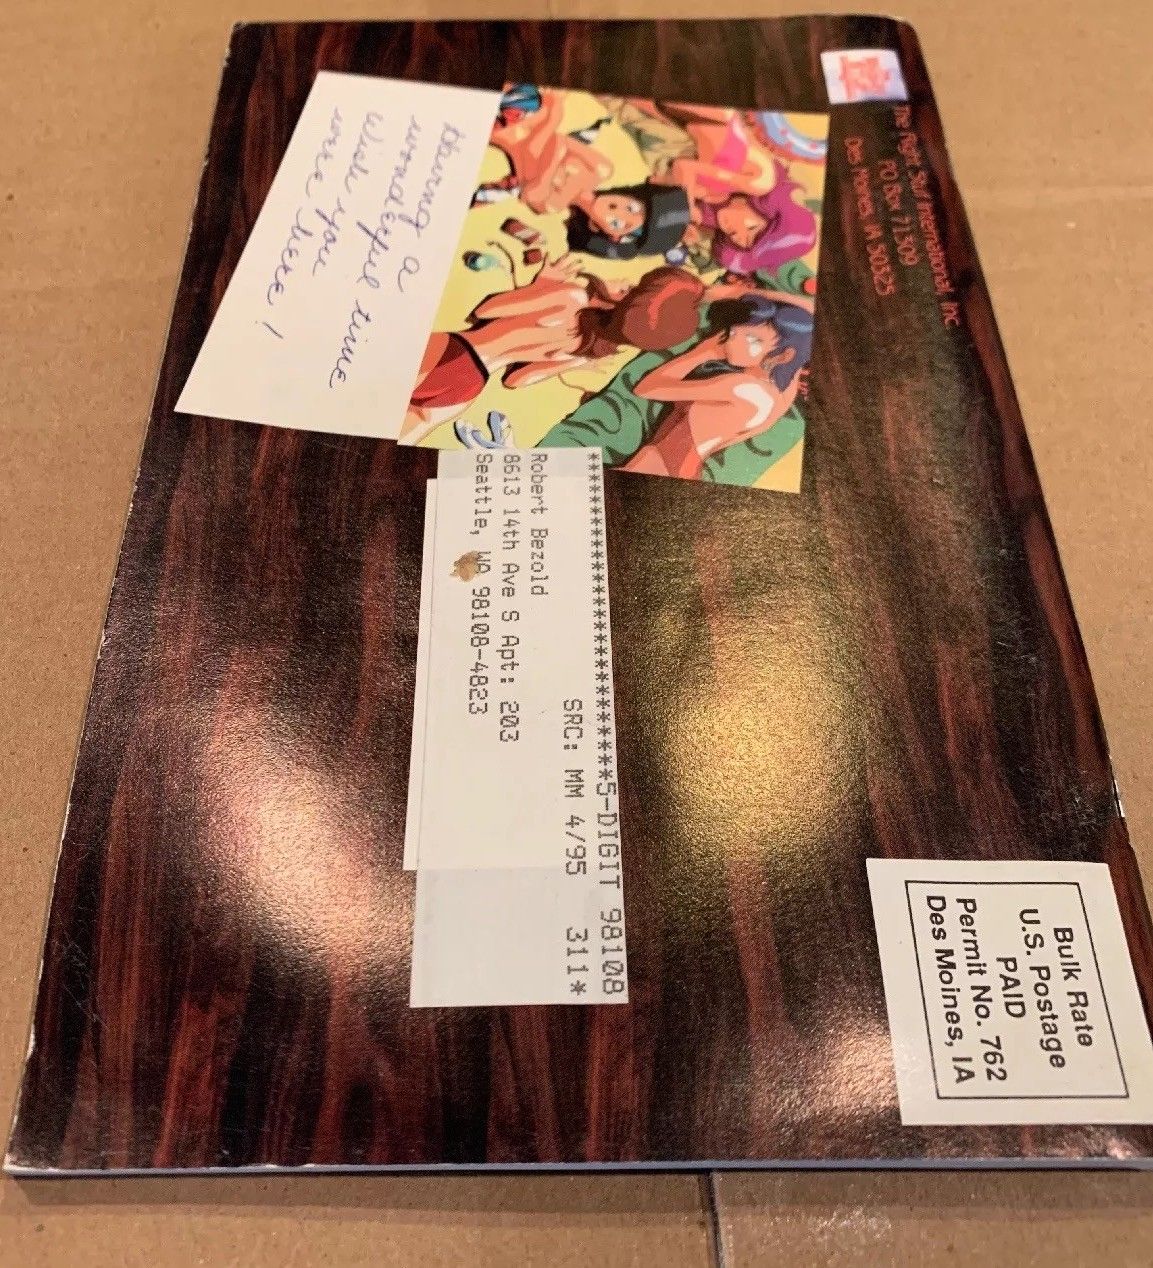 The Right Stuf International, Inc
PO Box 71309
Des Moines, IA 50325
Having a
wonderful time
Wish you
were here!
Bulk Rate
U.S. Postage
PAID
Permit No. 762
Des Moines, IA
******************************5-DIGIT 98108
SRC: MM 4/95 311*
Robert Bezold
8613 14th Ave S Apt: 203
Seattle, WA 98108-4823